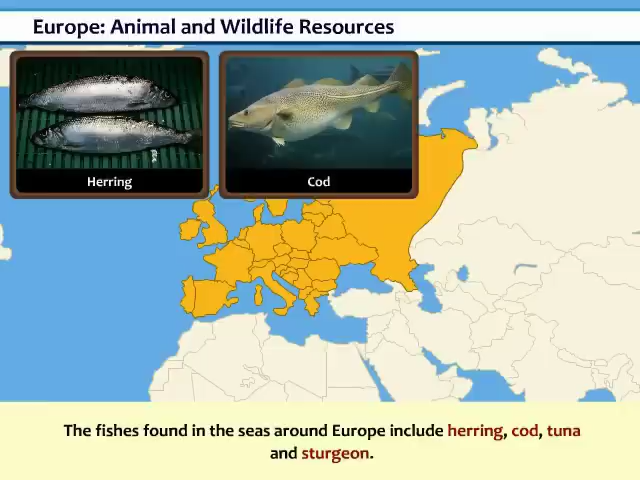 Europe: Animal and Wildlife Resources
Herring
Cod
The fishes found in the seas around Europe include herring, cod, tuna
and sturgeon.